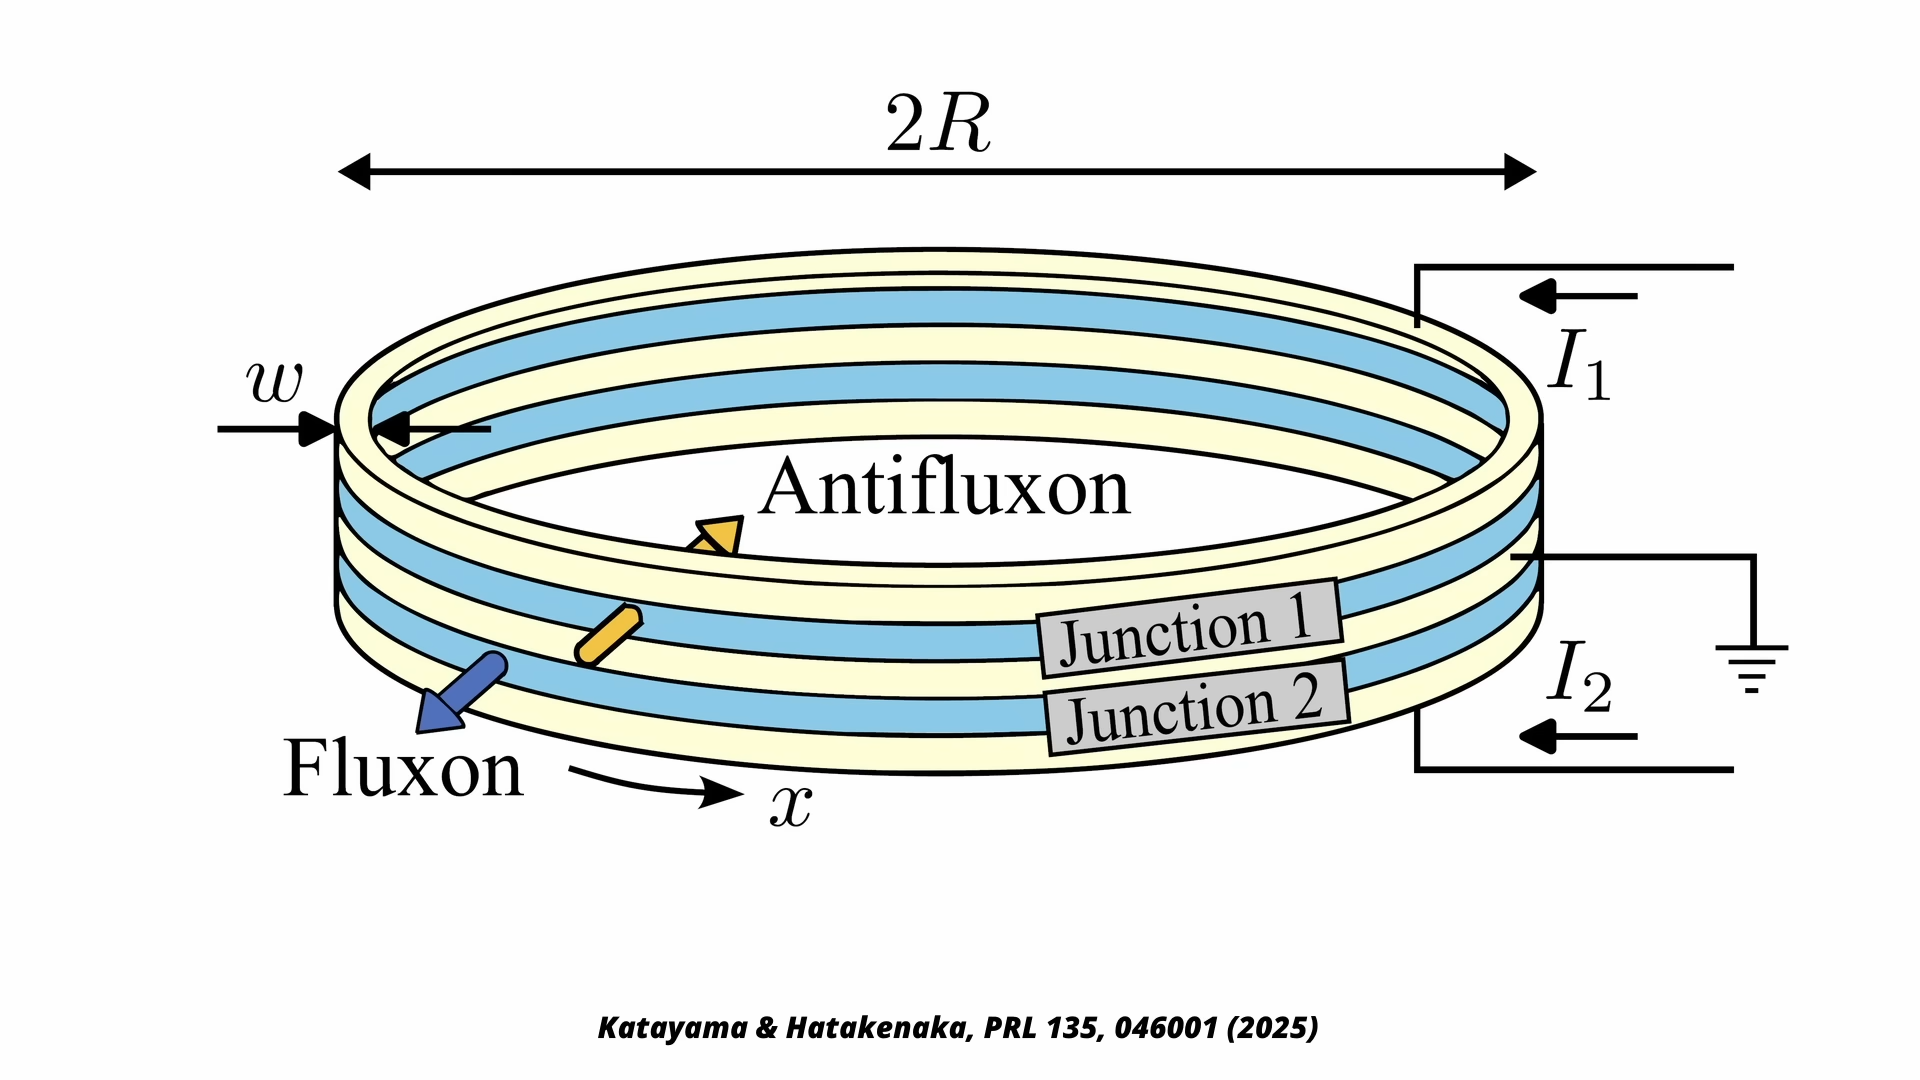 2R
w
I₁
Antifluxon
Junction 1
I₂
Junction 2
Fluxon
x
Katayama & Hatakenaka, PRL 135, 046001 (2025)